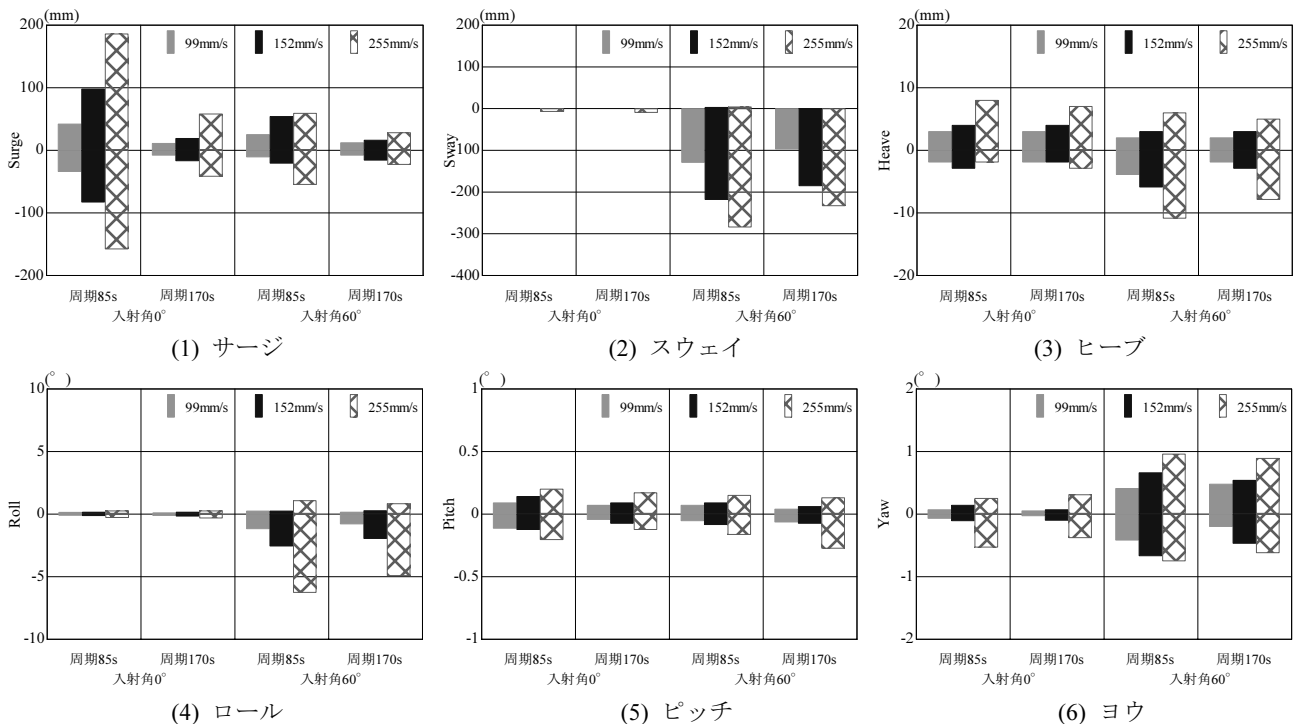 (mm)
200
99mm/s 152mm/s 255mm/s
100
Surge
0
-100
-200
周期85s 周期170s 周期85s 周期170s
入射角0° 入射角60°
(1) サージ
(mm)
200
99mm/s 152mm/s 255mm/s
100
0
Sway
100
-200
-300
-400
周期85s 周期170s 周期85s 周期170s
入射角0° 入射角60°
(2) スウェイ
(mm)
20
99mm/s 152mm/s 255mm/s
10
Heave
0
-10
-20
周期85s 周期170s 周期85s 周期170s
入射角0° 入射角60°
(3) ヒーブ
(°)
10
99mm/s 152mm/s 255mm/s
5
Roll
0
-5
-10
周期85s 周期170s 周期85s 周期170s
入射角0° 入射角60°
(4) ロール
(°)
1
99mm/s 152mm/s 255mm/s
0.5
Pitch
0
-0.5
-1
周期85s 周期170s 周期85s 周期170s
入射角0° 入射角60°
(5) ピッチ
(°)
2
99mm/s 152mm/s 255mm/s
1
Yaw
0
-1
-2
周期85s 周期170s 周期85s 周期170s
入射角0° 入射角60°
(6) ヨウ